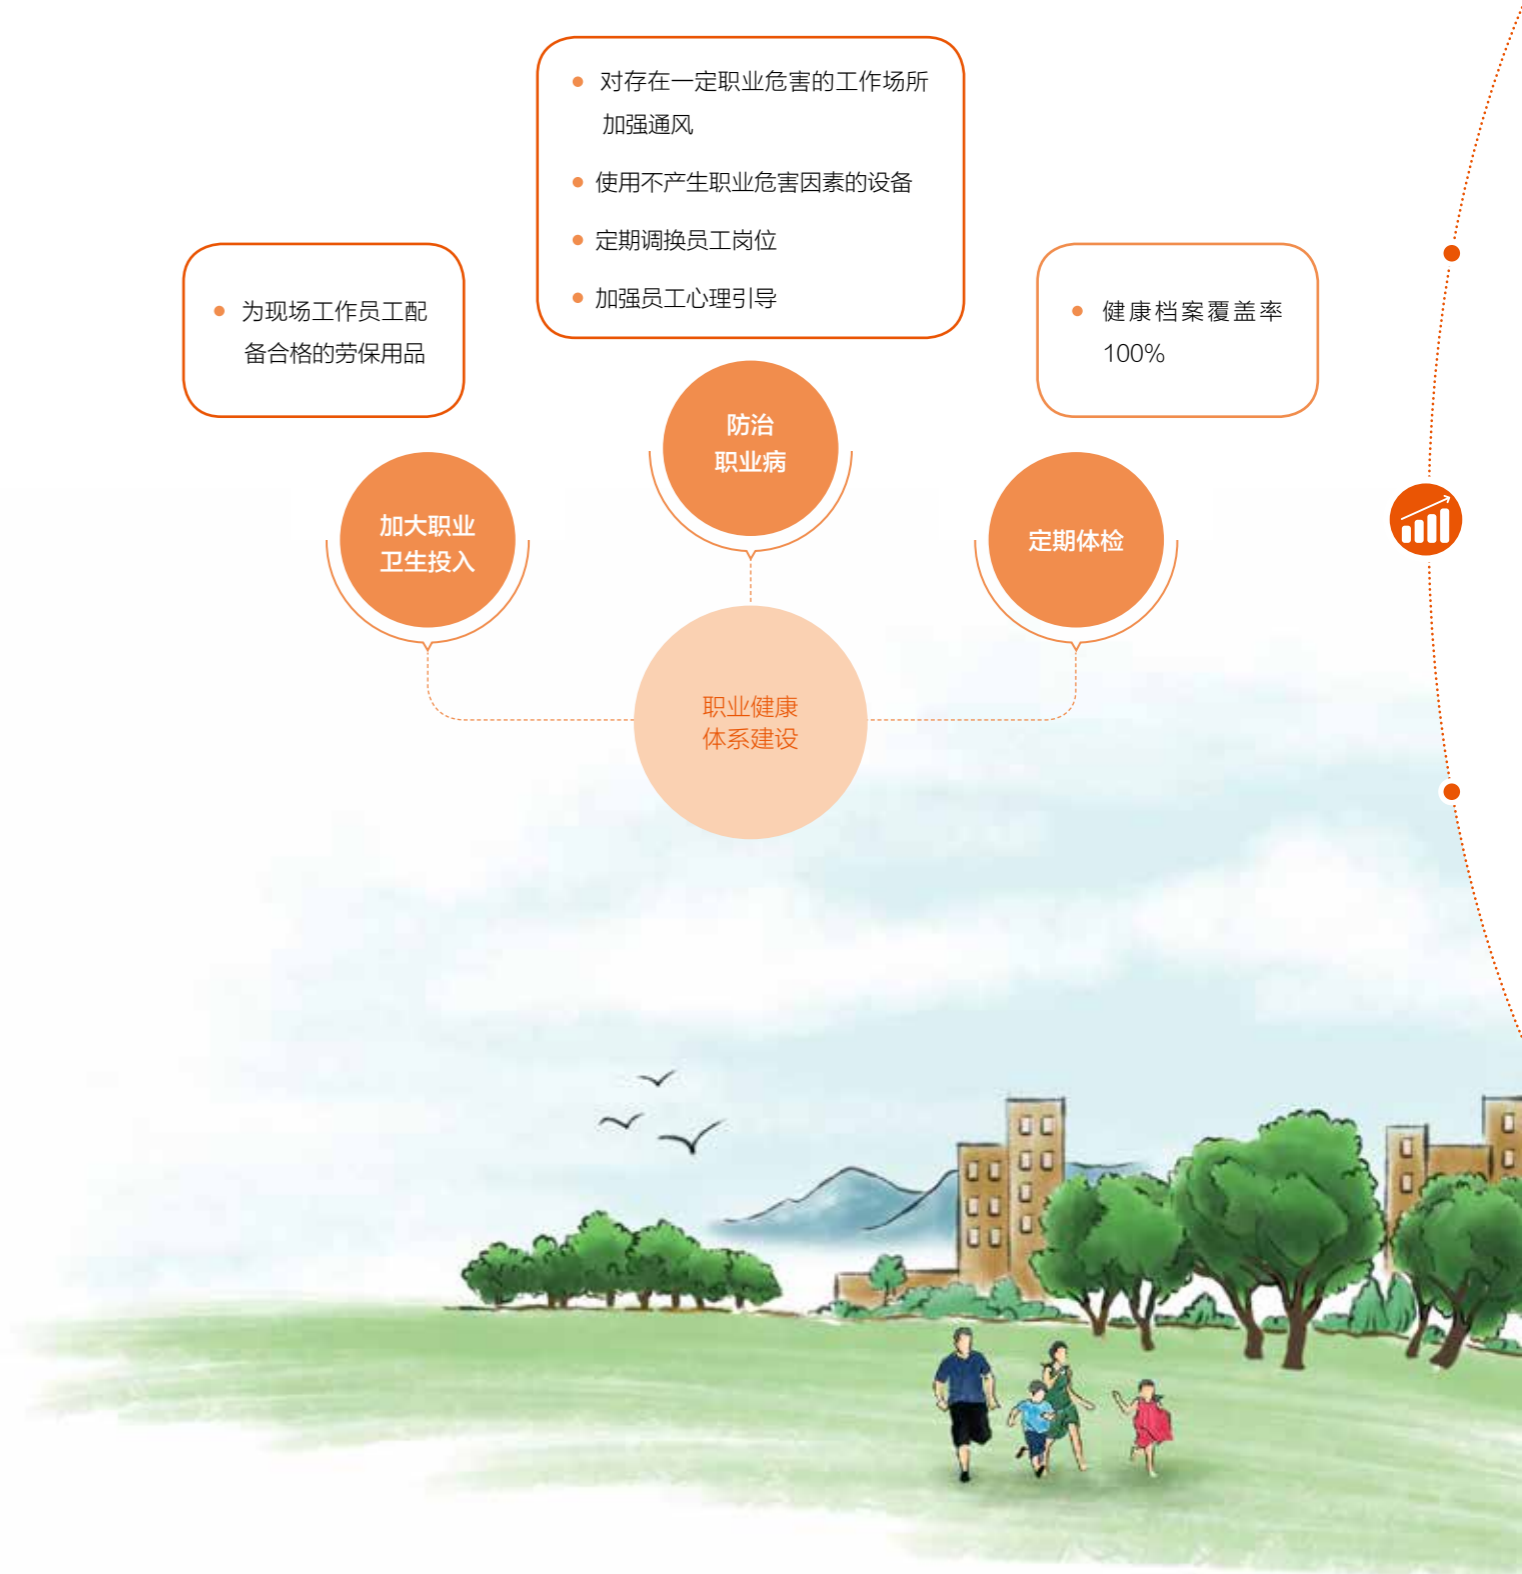 对存在一定职业危害的工作场所
加强通风
使用不产生职业危害因素的设备
定期调换员工岗位
加强员工心理引导
为现场工作员工配
备合格的劳保用品
健康档案覆盖率
100%
防治
职业病
加大职业
卫生投入
定期体检
职业健康
体系建设